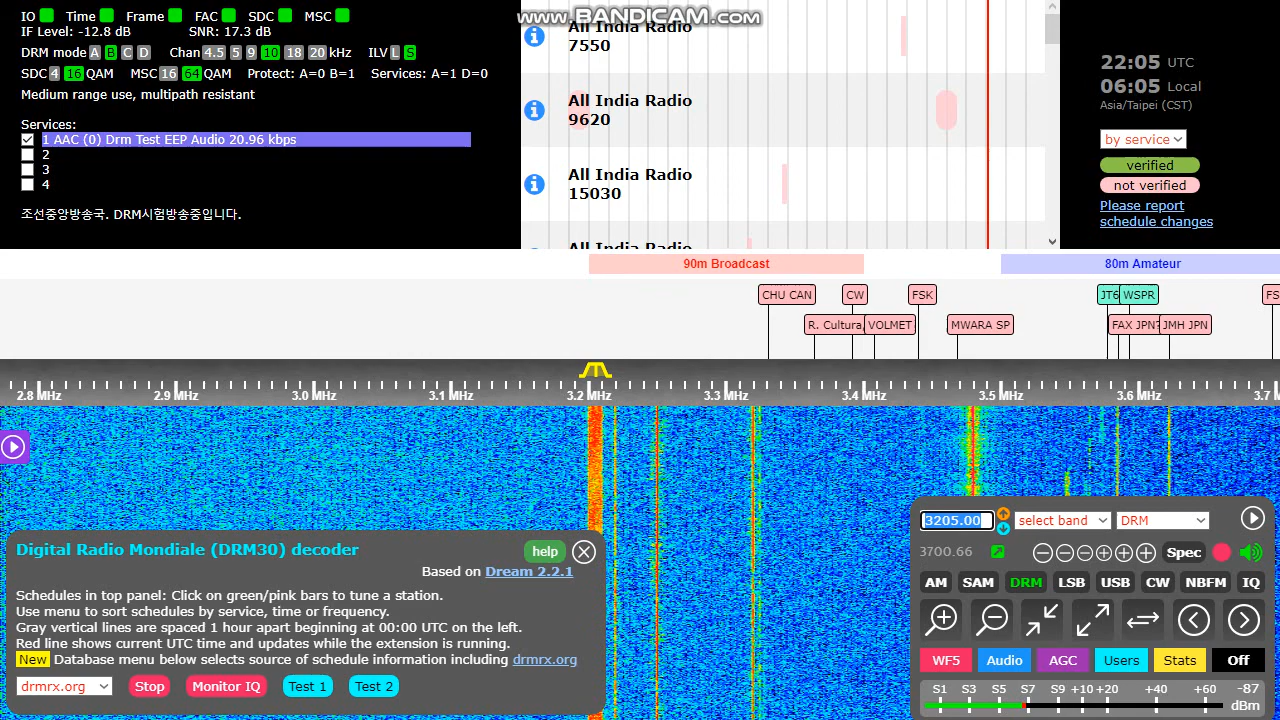 IO Time Frame FAC SDC MSC
IF Level: -12.8 dB SNR: 17.3 dB
DRM mode A B C D Chan 4.5 5 9 10 18 20 kHz ILV L S
SDC 4 16 QAM MSC 16 64 QAM Protect: A=0 B=1 Services: A=1 D=0
Medium range use, multipath resistant
Services:
1 AAC (0) Drm Test EEP Audio 20.96 kbps
2
3
4
조선중앙방송국. DRM시험방송중입니다.
www.BANDICAM.com
All India Radio
7550
All India Radio
9620
All India Radio
15030
All India Radio
22:05 UTC
06:05 Local
Asia/Taipei (CST)
by service
verified
not verified
Please report
schedule changes
90m Broadcast 80m Amateur
CHU CAN CW FSK JT6 WSPR FS
R. Cultura, VOLMET MWARA SP FAX JPN? JMH JPN
2.8 MHz 2.9 MHz 3.0 MHz 3.1 MHz 3.2 MHz 3.3 MHz 3.4 MHz 3.5 MHz 3.6 MHz 3.7 MHz
Digital Radio Mondiale (DRM30) decoder help
Based on Dream 2.2.1
Schedules in top panel: Click on green/pink bars to tune a station.
Use menu to sort schedules by service, time or frequency.
Gray vertical lines are spaced 1 hour apart beginning at 00:00 UTC on the left.
Red line shows current UTC time and updates while the extension is running.
New Database menu below selects source of schedule information including drmrx.org
drmrx.org Stop Monitor IQ Test 1 Test 2
3205.00 select band DRM
3700.66 Spec
AM SAM DRM LSB USB CW NBFM IQ
WF5 Audio AGC Users Stats Off
S1 S3 S5 S7 S9 +10 +20 +40 +60 -87
dBm